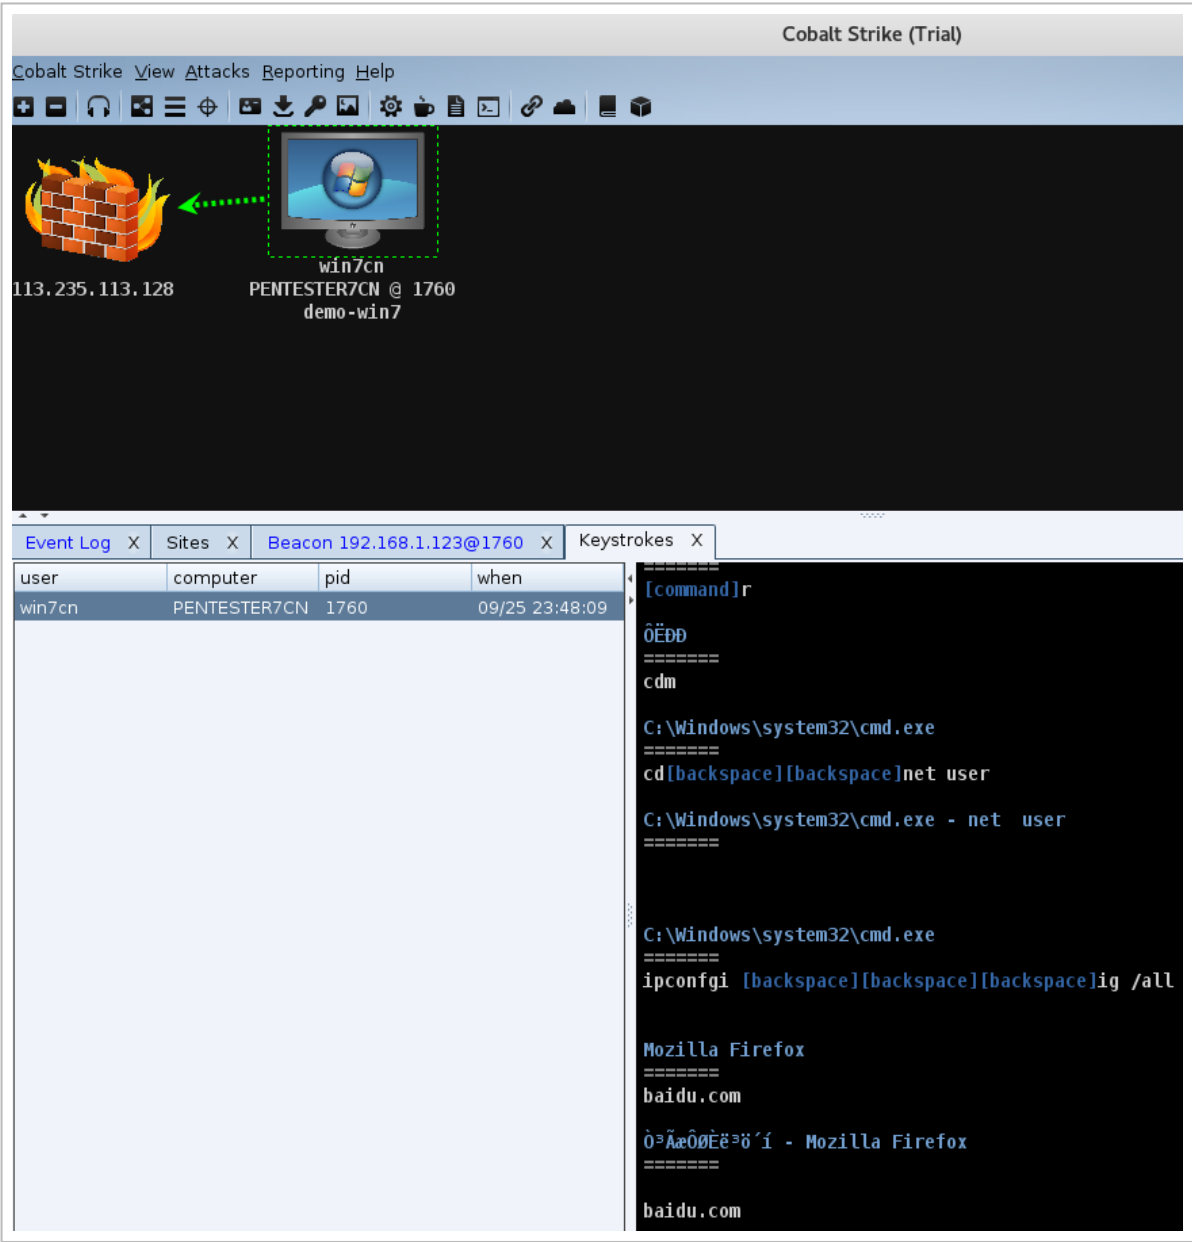 Cobalt Strike (Trial)
Cobalt Strike View Attacks Reporting Help
win7cn
113.235.113.128 PENTESTER7CN @ 1760
demo-win7
Event Log X Sites X Beacon 192.168.1.123@1760 X Keystrokes X
user computer pid when
win7cn PENTESTER7CN 1760 09/25 23:48:09
=======
[command]r
ÔËÐÐ
=======
cdm
C:\Windows\system32\cmd.exe
=======
cd[backspace][backspace]net user
C:\Windows\system32\cmd.exe - net  user
=======
C:\Windows\system32\cmd.exe
=======
ipconfgi [backspace][backspace][backspace]ig /all
Mozilla Firefox
=======
baidu.com
Ò³ÃæÔØÈë³ö´í - Mozilla Firefox
=======
baidu.com